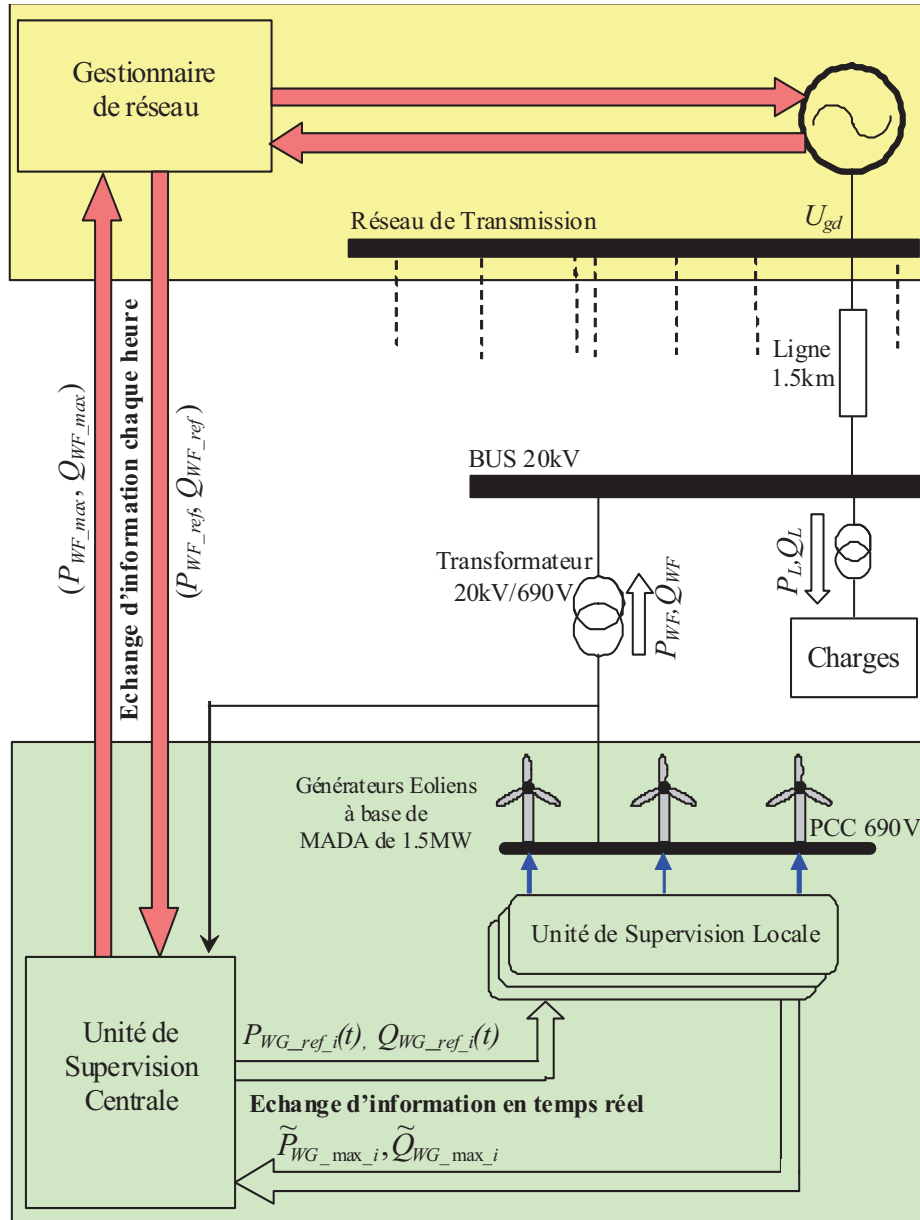 Gestionnaire
de réseau
U_gd
Réseau de Transmission
Ligne
1.5km
(P_WF_max, Q_WF_max)
Echange d'information chaque heure
(P_WF_ref, Q_WF_ref)
BUS 20kV
Transformateur
20kV/690V
P_WF, Q_WF
P_L,Q_L
Charges
Générateurs Eoliens
à base de
MADA de 1.5MW
PCC 690V
Unité de Supervision Locale
Unité de
Supervision
Centrale
P_WG_ref_i(t), Q_WG_ref_i(t)
Echange d'information en temps réel
P̃_WG_max_i, Q̃_WG_max_i